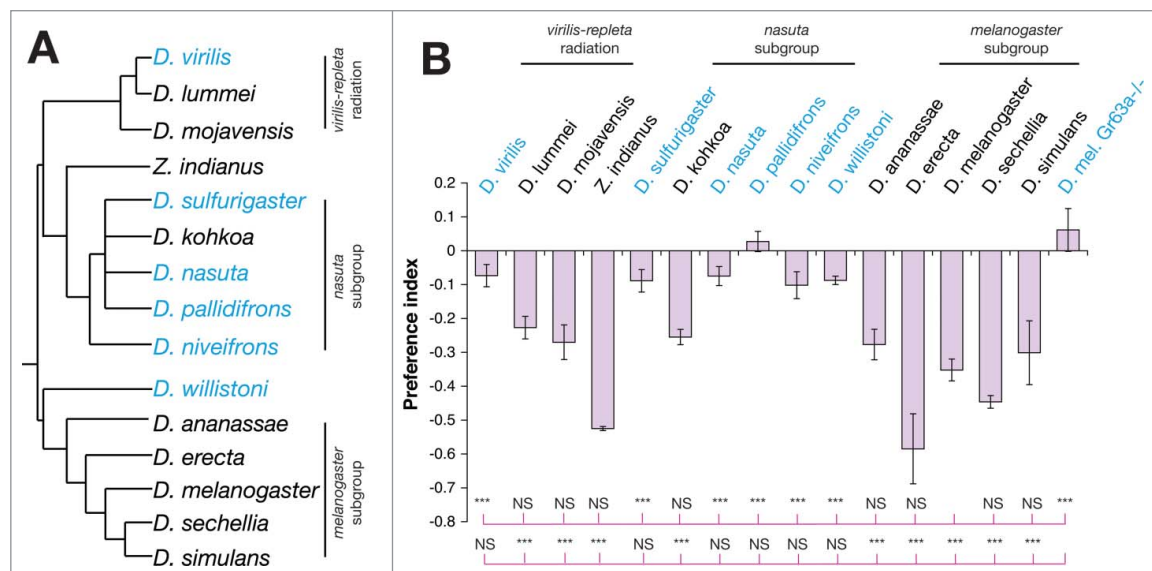 A
D. virilis
D. lummei
D. mojavensis
Z. indianus
D. sulfurigaster
D. kohkoa
D. nasuta
D. pallidifrons
D. niveifrons
D. willistoni
D. ananassae
D. erecta
D. melanogaster
D. sechellia
D. simulans
virilis-repleta
radiation
nasuta
subgroup
melanogaster
subgroup
B
virilis-repleta
radiation
nasuta
subgroup
melanogaster
subgroup
D. virilis
D. lummei
D. mojavensis
Z. indianus
D. sulfurigaster
D. kohkoa
D. nasuta
D. pallidifrons
D. niveifrons
D. willistoni
D. ananassae
D. erecta
D. melanogaster
D. sechellia
D. simulans
D. mel. Gr63a-/-
Preference index
0.2
0.1
0
-0.1
-0.2
-0.3
-0.4
-0.5
-0.6
-0.7
-0.8
*** NS NS NS *** NS *** *** *** *** NS NS NS NS ***
NS *** *** *** NS *** NS NS NS NS *** *** *** *** ***